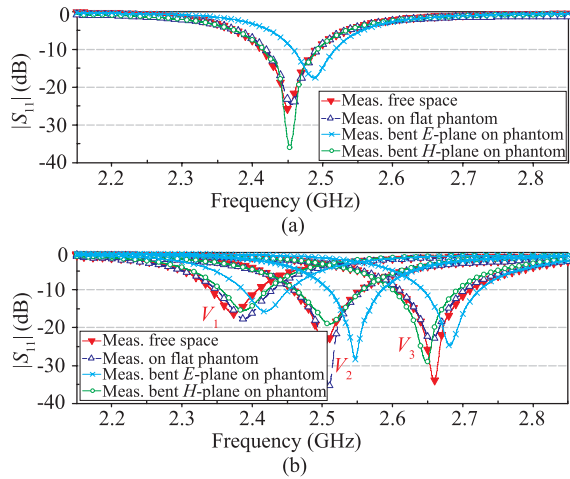 0
-10
-20
-30
-40
|S11| (dB)
Meas. free space
Meas. on flat phantom
Meas. bent E-plane on phantom
Meas. bent H-plane on phantom
2.2 2.3 2.4 2.5 2.6 2.7 2.8
Frequency (GHz)
(a)
0
-10
-20
-30
-40
|S11| (dB)
V1
V2
V3
Meas. free space
Meas. on flat phantom
Meas. bent E-plane on phantom
Meas. bent H-plane on phantom
2.2 2.3 2.4 2.5 2.6 2.7 2.8
Frequency (GHz)
(b)